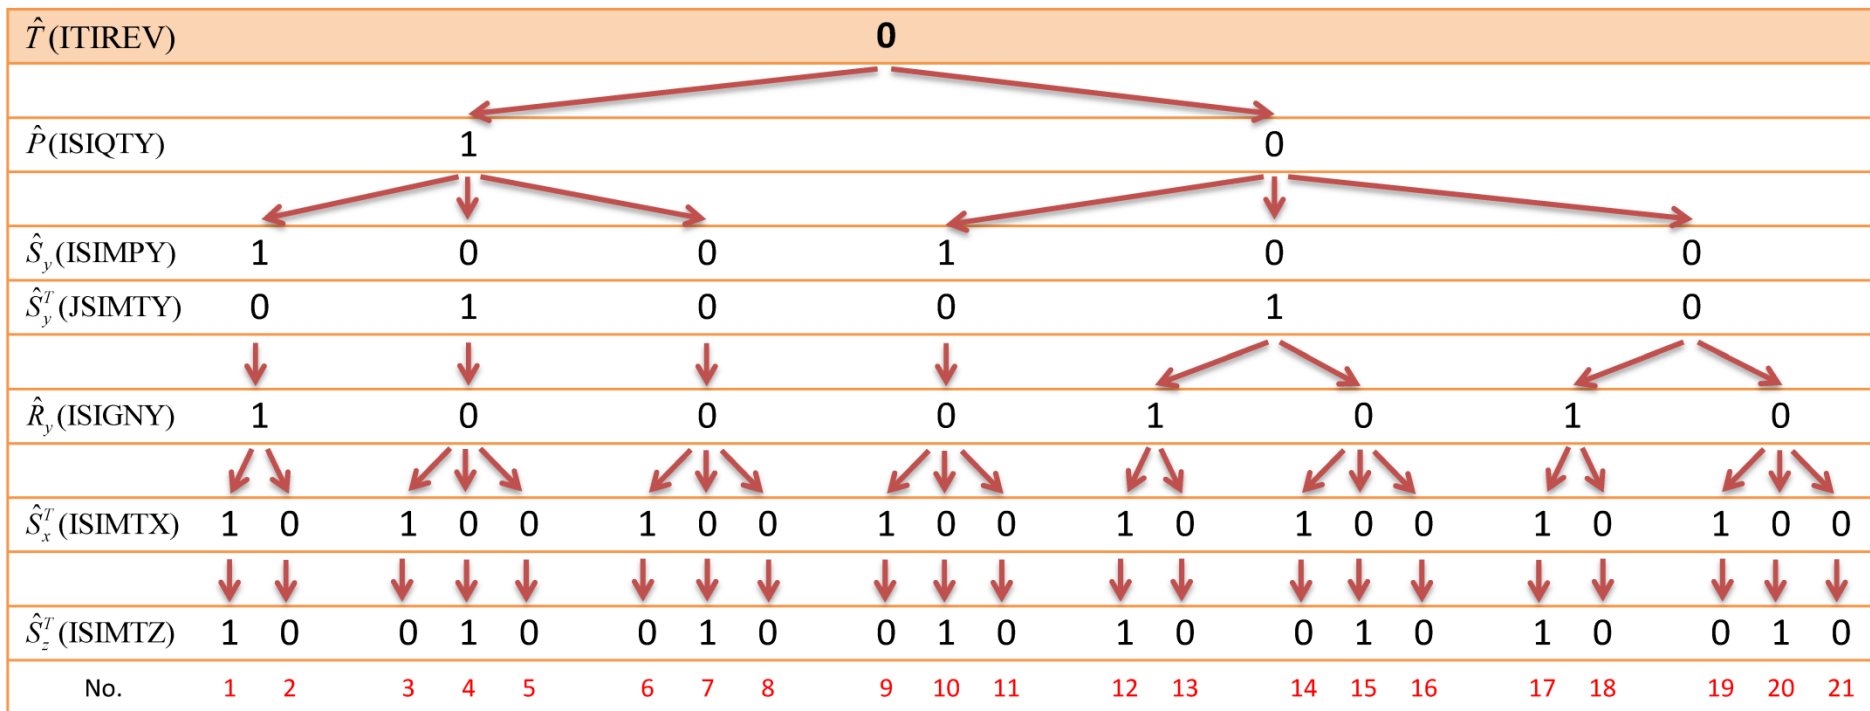 T̂(ITIREV) 0
P̂(ISIQTY) 1 0
Ŝy(ISIMPY) 1 0 0 1 0 0
Ŝyᵀ(JSIMTY) 0 1 0 0 1 0
R̂y(ISIGNY) 1 0 0 0 1 0 1 0
Ŝxᵀ(ISIMTX) 1 0 1 0 0 1 0 0 1 0 0 1 0 1 0 0 1 0 1 0 0
Ŝzᵀ(ISIMTZ) 1 0 0 1 0 0 1 0 0 1 0 1 0 0 1 0 1 0 0 1 0
No. 1 2 3 4 5 6 7 8 9 10 11 12 13 14 15 16 17 18 19 20 21